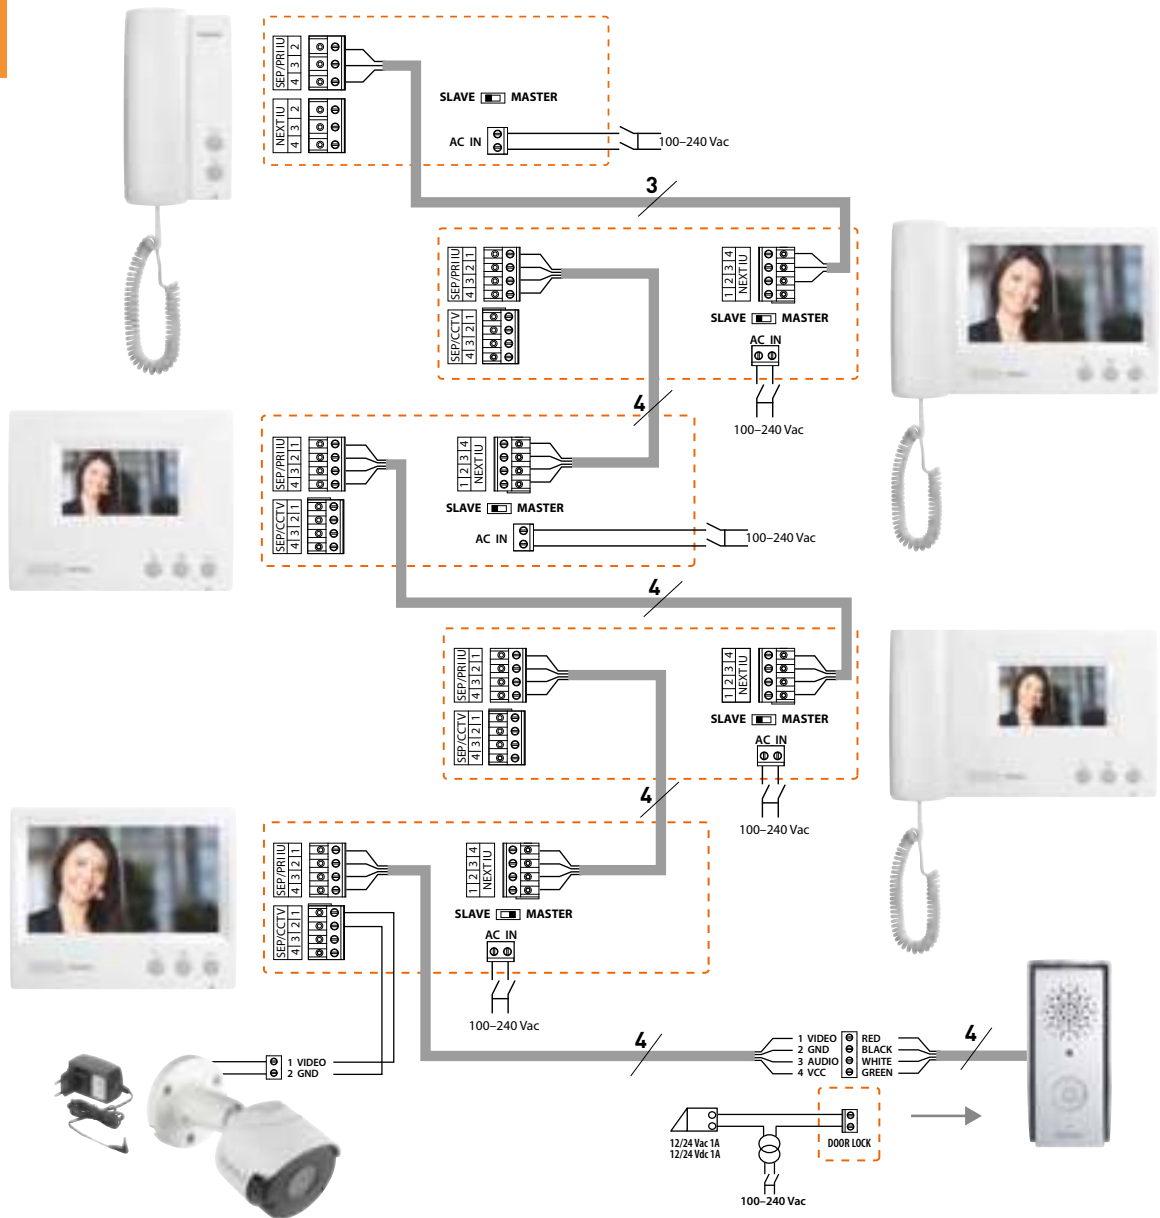 SEP/PRI IU
4 3 2
NEXT IU
4 3 2
SLAVE MASTER
AC IN
100–240 Vac
3
SEP/PRI IU
4 3 2 1
SEP/CCTV
4 3 2 1
1 2 3 4
NEXT IU
SLAVE MASTER
AC IN
100–240 Vac
4
SEP/PRI IU
4 3 2 1
SEP/CCTV
4 3 2 1
1 2 3 4
NEXT IU
SLAVE MASTER
AC IN
100–240 Vac
4
SEP/PRI IU
4 3 2 1
SEP/CCTV
4 3 2 1
1 2 3 4
NEXT IU
SLAVE MASTER
AC IN
100–240 Vac
4
SEP/PRI IU
4 3 2 1
SEP/CCTV
4 3 2 1
1 2 3 4
NEXT IU
SLAVE MASTER
AC IN
100–240 Vac
1 VIDEO
2 GND
4
1 VIDEO RED
2 GND BLACK
3 AUDIO WHITE
4 VCC GREEN
4
12/24 Vac 1A
12/24 Vdc 1A
DOOR LOCK
100–240 Vac